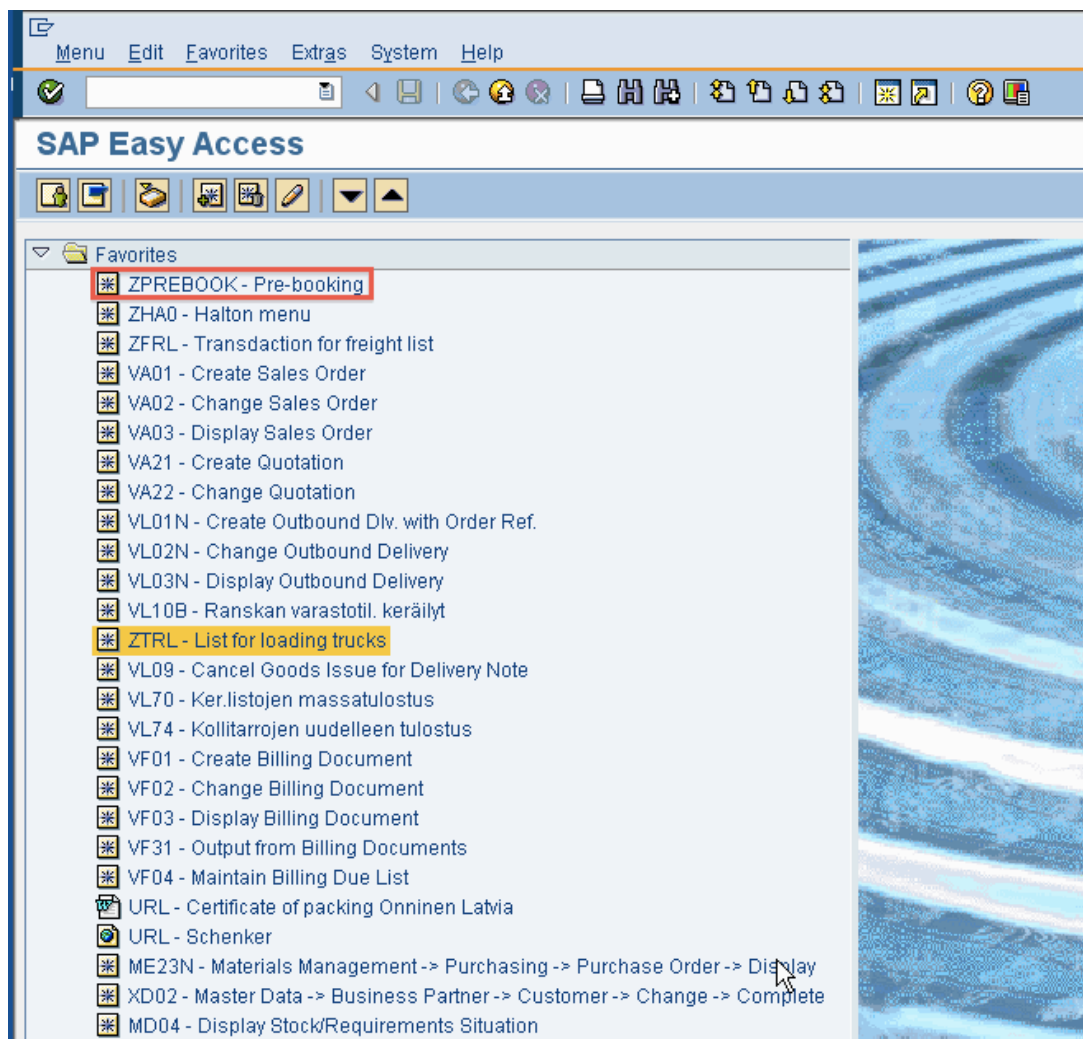 Menu Edit Favorites Extras System Help
SAP Easy Access
Favorites
ZPREBOOK - Pre-booking
ZHA0 - Halton menu
ZFRL - Transdaction for freight list
VA01 - Create Sales Order
VA02 - Change Sales Order
VA03 - Display Sales Order
VA21 - Create Quotation
VA22 - Change Quotation
VL01N - Create Outbound Dlv. with Order Ref.
VL02N - Change Outbound Delivery
VL03N - Display Outbound Delivery
VL10B - Ranskan varastotil. keräilyt
ZTRL - List for loading trucks
VL09 - Cancel Goods Issue for Delivery Note
VL70 - Ker.listojen massatulostus
VL74 - Kollitarrojen uudelleen tulostus
VF01 - Create Billing Document
VF02 - Change Billing Document
VF03 - Display Billing Document
VF31 - Output from Billing Documents
VF04 - Maintain Billing Due List
URL - Certificate of packing Onninen Latvia
URL - Schenker
ME23N - Materials Management -> Purchasing -> Purchase Order -> Display
XD02 - Master Data -> Business Partner -> Customer -> Change -> Complete
MD04 - Display Stock/Requirements Situation